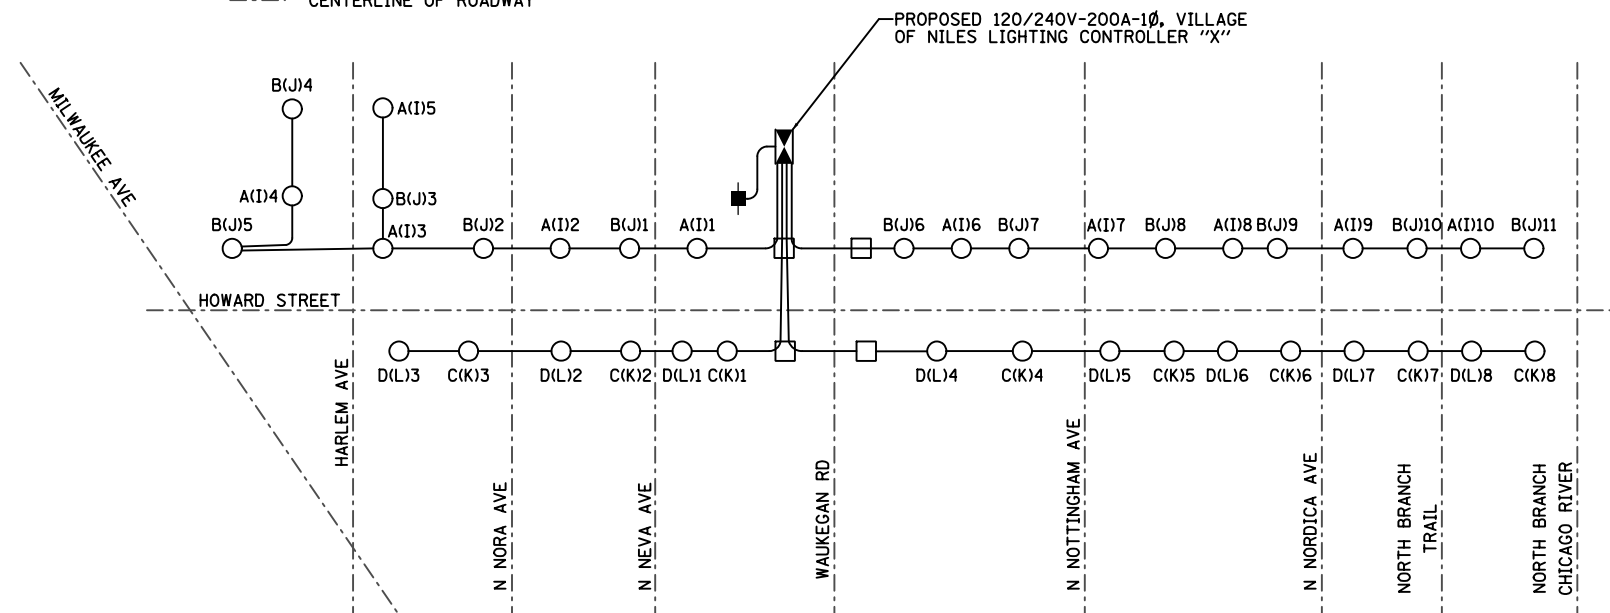 CENTERLINE OF ROADWAY
PROPOSED 120/240V-200A-1Ø, VILLAGE
OF NILES LIGHTING CONTROLLER "X"
MILWAUKEE AVE
B(J)4
A(I)5
A(I)4
B(J)3
B(J)5
A(I)3
B(J)2
A(I)2
B(J)1
A(I)1
B(J)6
A(I)6
B(J)7
A(I)7
B(J)8
A(I)8
B(J)9
A(I)9
B(J)10
A(I)10
B(J)11
HOWARD STREET
D(L)3
C(K)3
D(L)2
C(K)2
D(L)1
C(K)1
D(L)4
C(K)4
D(L)5
C(K)5
D(L)6
C(K)6
D(L)7
C(K)7
D(L)8
C(K)8
HARLEM AVE
N NORA AVE
N NEVA AVE
WAUKEGAN RD
N NOTTINGHAM AVE
N NORDICA AVE
NORTH BRANCH
TRAIL
NORTH BRANCH
CHICAGO RIVER